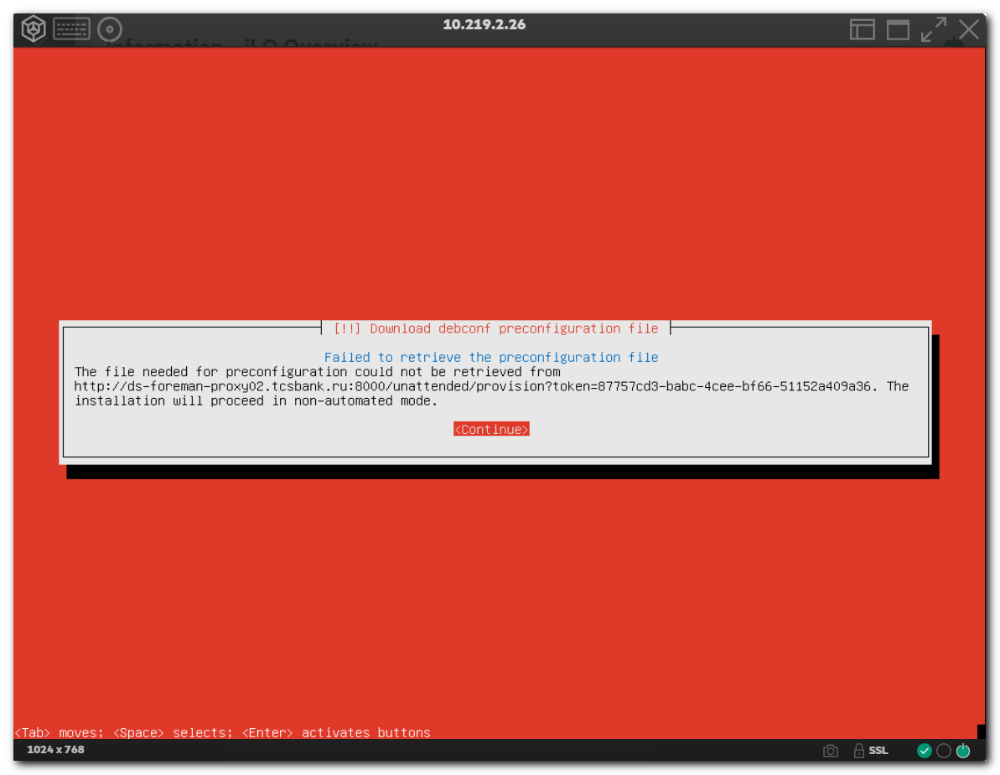 10.219.2.26
Information - iLO Overview
[!!] Download debconf preconfiguration file
Failed to retrieve the preconfiguration file
The file needed for preconfiguration could not be retrieved from
http://ds-foreman-proxy02.tcsbank.ru:8000/unattended/provision?token=87757cd3-babc-4cee-bf66-51152a409a36. The
installation will proceed in non-automated mode.
<Continue>
<Tab> moves; <Space> selects; <Enter> activates buttons
1024 x 768
SSL